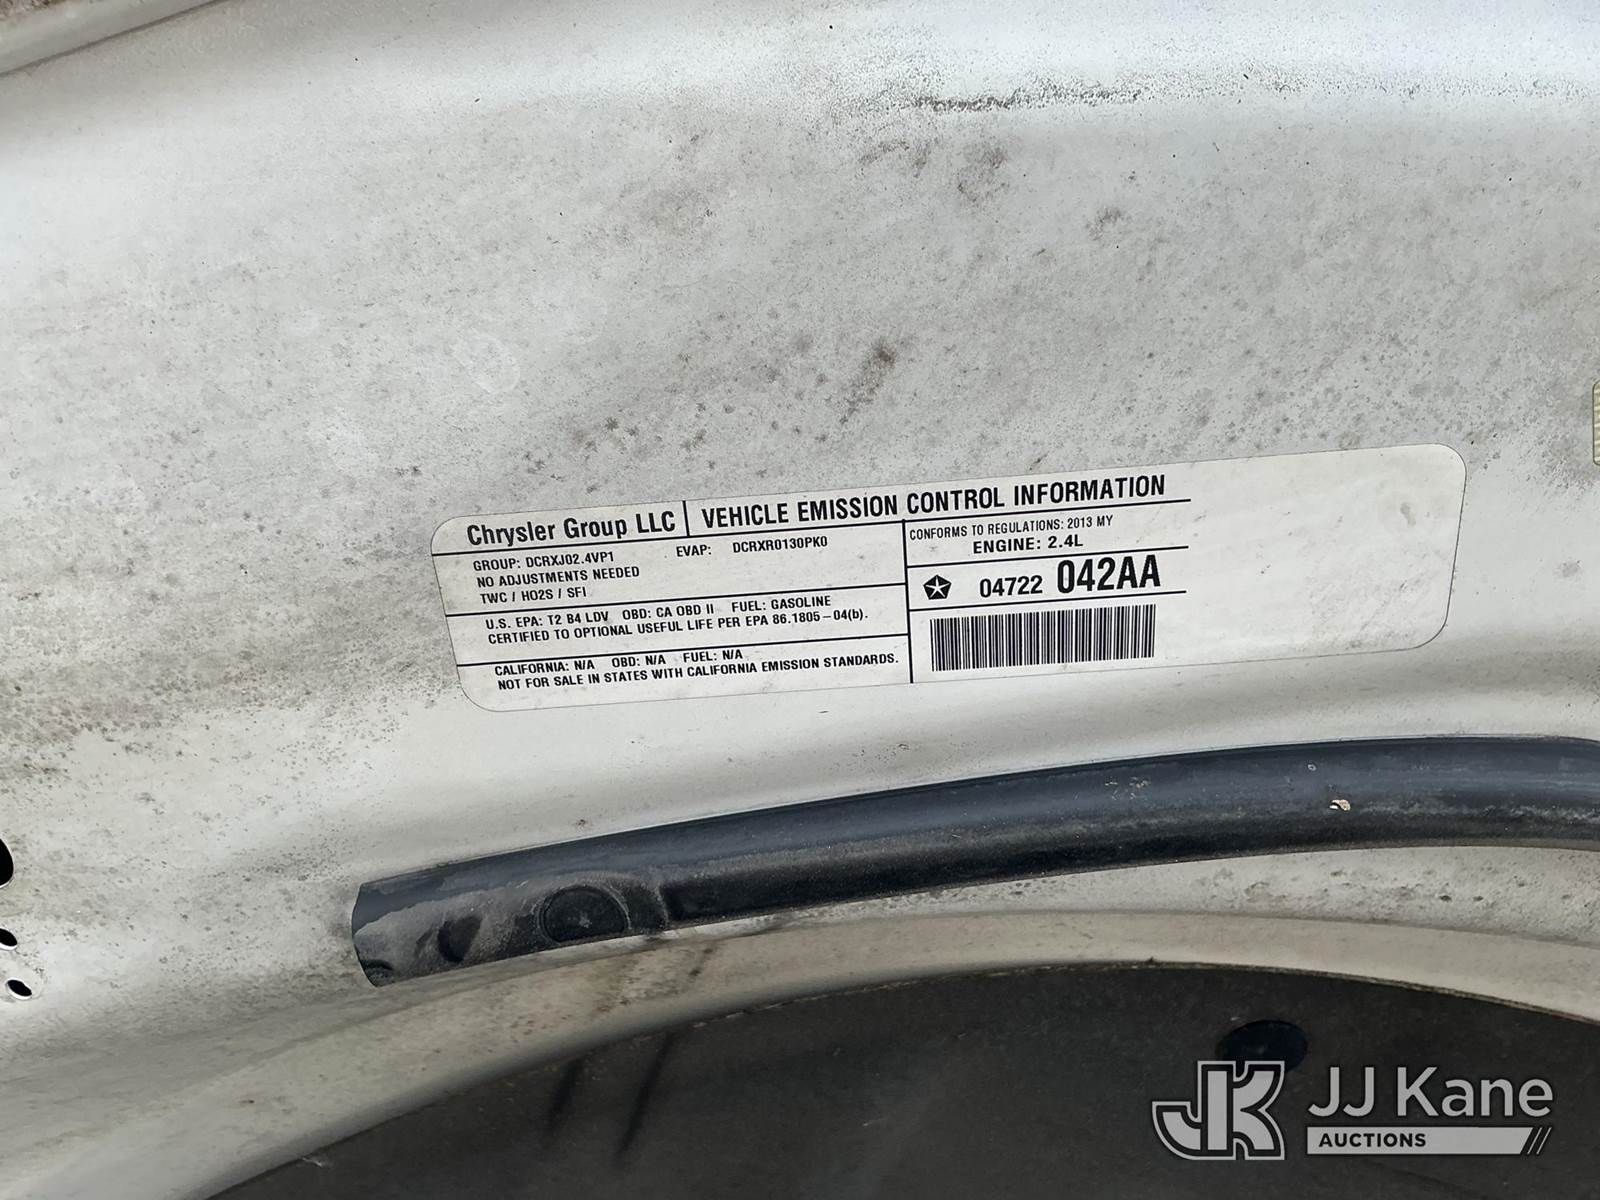 Chrysler Group LLC
VEHICLE EMISSION CONTROL INFORMATION
GROUP: DCRXJ02.4VP1 EVAP: DCRXR0130PK0
NO ADJUSTMENTS NEEDED
TWC / HO2S / SFI
U.S. EPA: T2 B4 LDV OBD: CA OBD II FUEL: GASOLINE
CERTIFIED TO OPTIONAL USEFUL LIFE PER EPA 86.1805-04(b).
CALIFORNIA: N/A OBD: N/A FUEL: N/A
NOT FOR SALE IN STATES WITH CALIFORNIA EMISSION STANDARDS.
CONFORMS TO REGULATIONS: 2013 MY
ENGINE: 2.4L
04722 042AA
JK JJ Kane
AUCTIONS